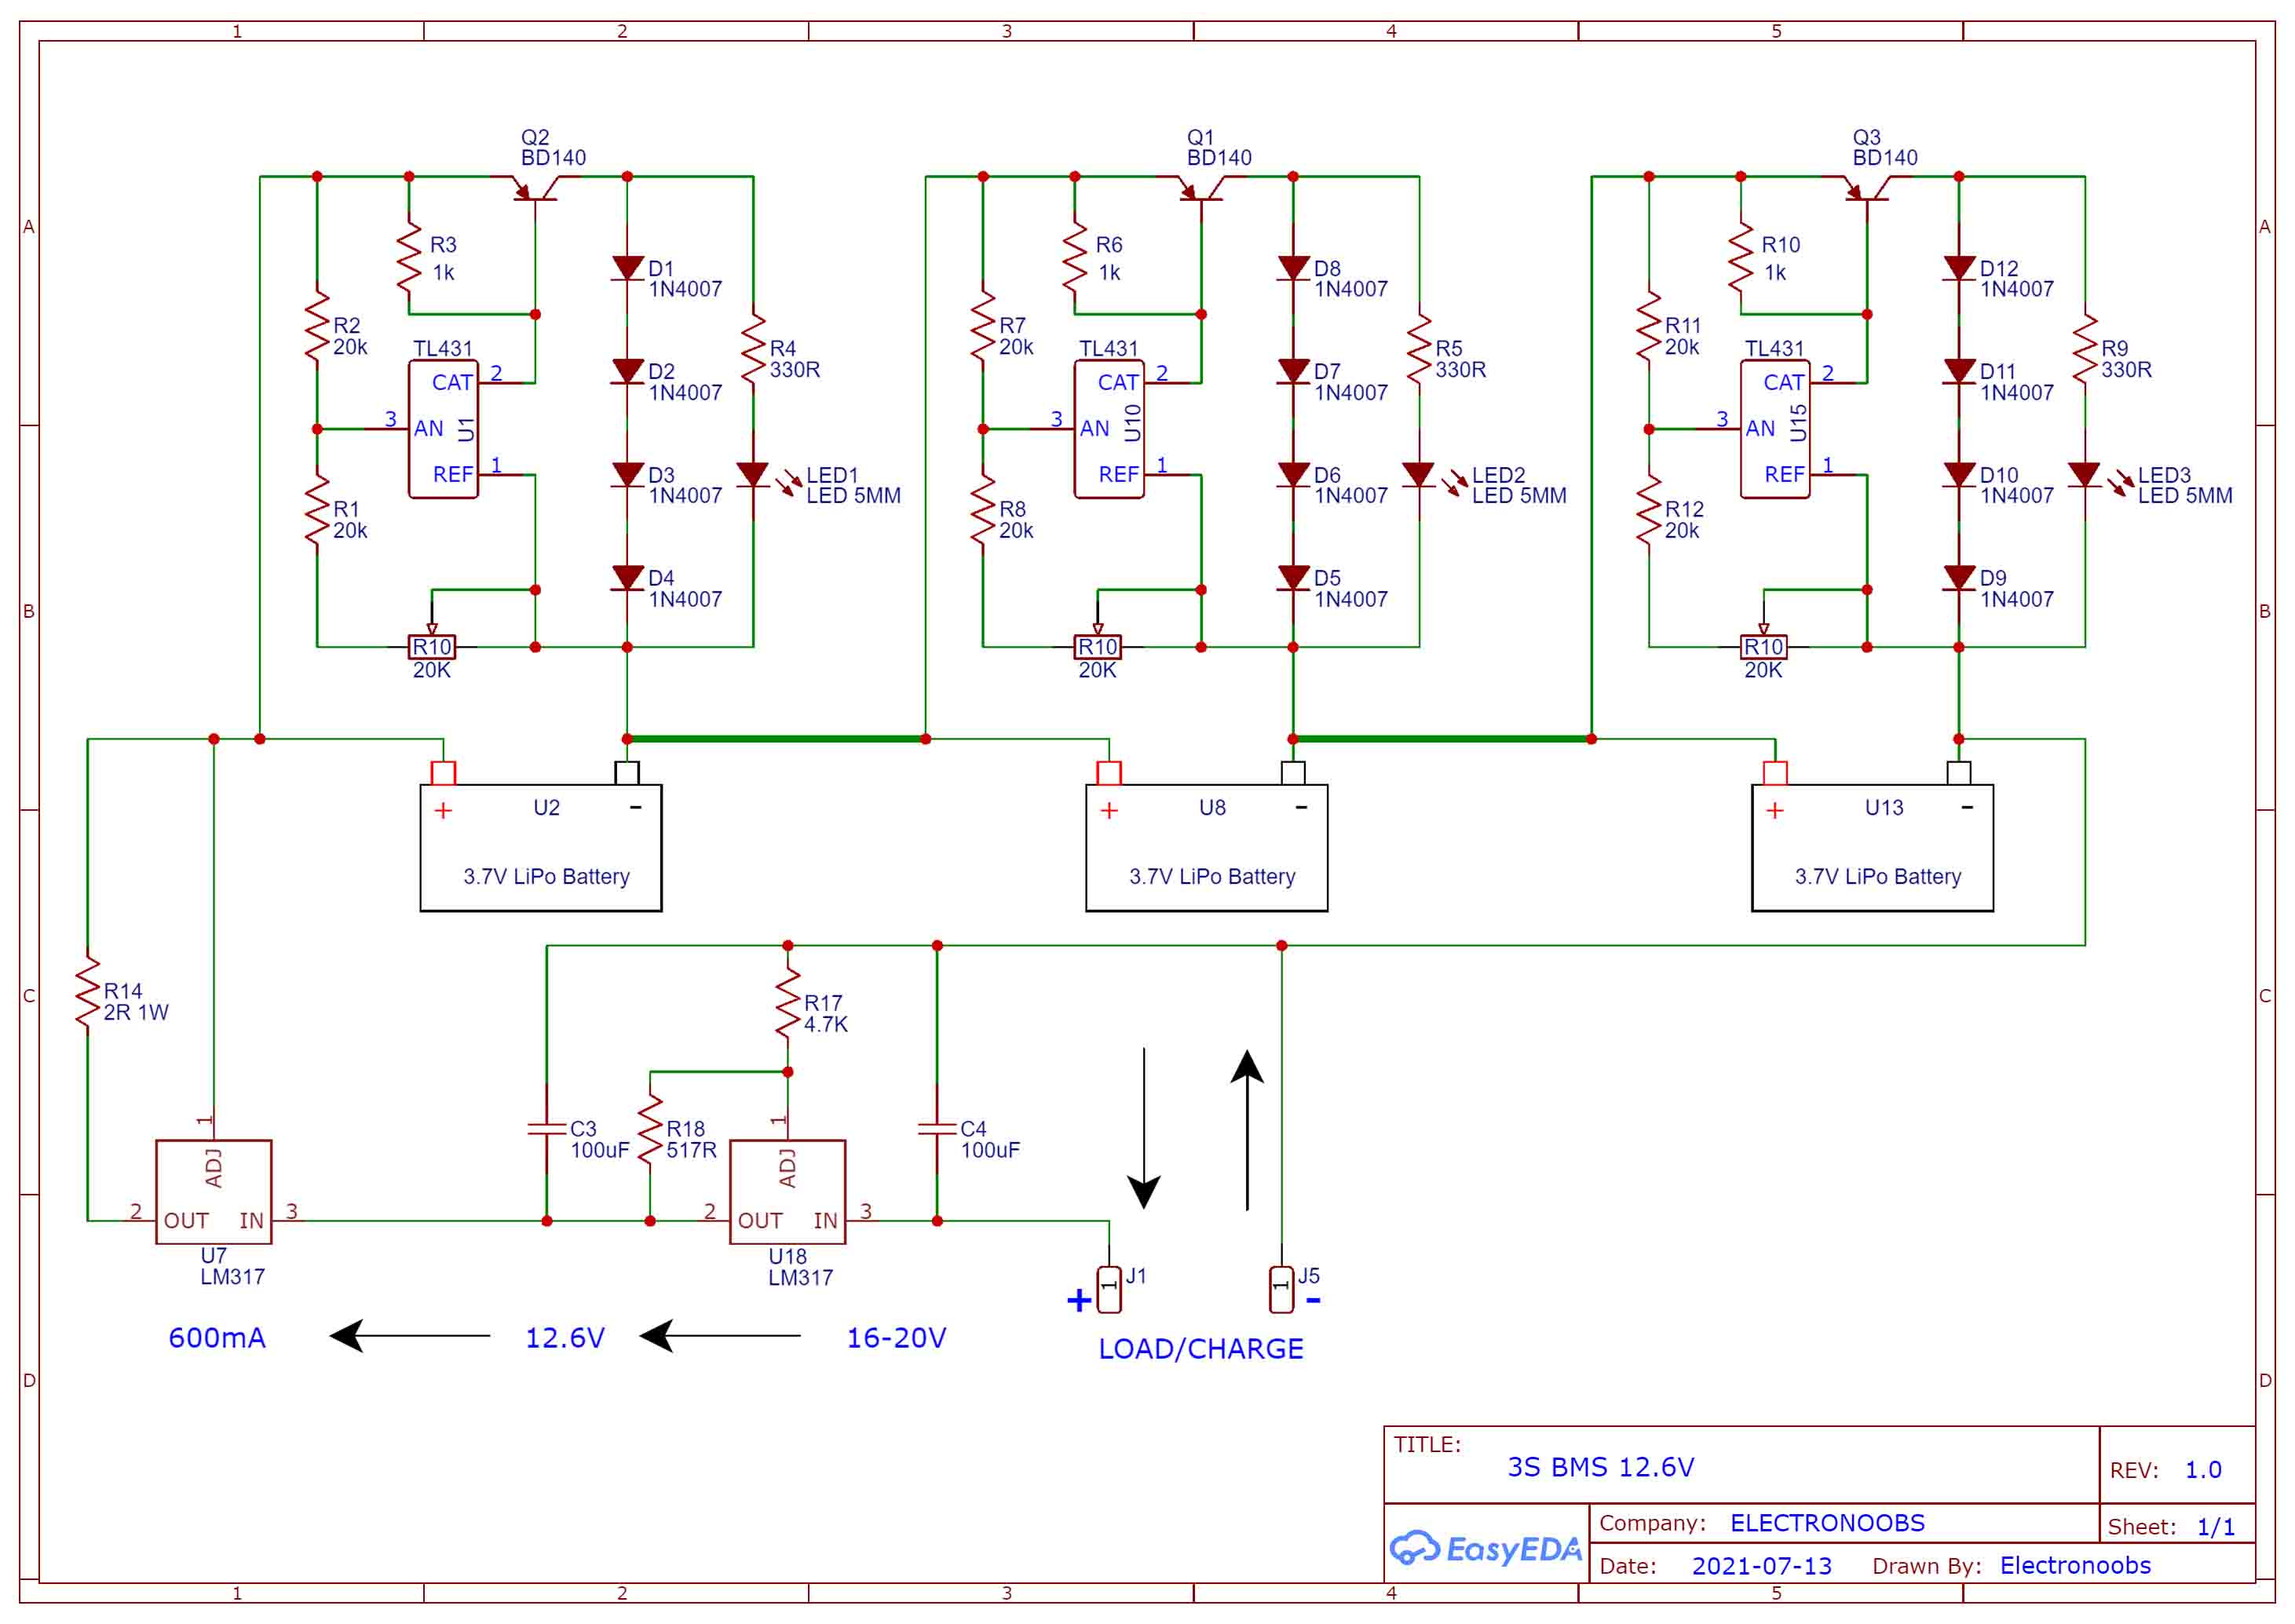 1 2 3 4 5
A A
B B
C C
D D
Q2
BD140
Q1
BD140
Q3
BD140
R3
1k
D1
1N4007
R6
1k
D8
1N4007
R10
1k
D12
1N4007
R2
20k
TL431
CAT 2
3 AN
U1
REF 1
D2
1N4007
R4
330R
R7
20k
TL431
CAT 2
3 AN
U10
REF 1
D7
1N4007
R5
330R
R11
20k
TL431
CAT 2
3 AN
U15
REF 1
D11
1N4007
R9
330R
R1
20k
D3
1N4007
LED1
LED 5MM
R8
20k
D6
1N4007
LED2
LED 5MM
R12
20k
D10
1N4007
LED3
LED 5MM
D4
1N4007
D5
1N4007
D9
1N4007
R10
20K
R10
20K
R10
20K
+ U2 -
3.7V LiPo Battery
+ U8 -
3.7V LiPo Battery
+ U13 -
3.7V LiPo Battery
R14
2R 1W
R17
4.7K
C3
100uF
R18
517R
C4
100uF
1
ADJ
2 OUT IN 3
U7
LM317
1
ADJ
2 OUT IN 3
U18
LM317
+ 1 J1
1 J5 -
LOAD/CHARGE
600mA 12.6V 16-20V
TITLE:
3S BMS 12.6V
REV: 1.0
EasyEDA
Company: ELECTRONOOBS
Sheet: 1/1
Date: 2021-07-13 Drawn By: Electronoobs
1 2 3 4 5